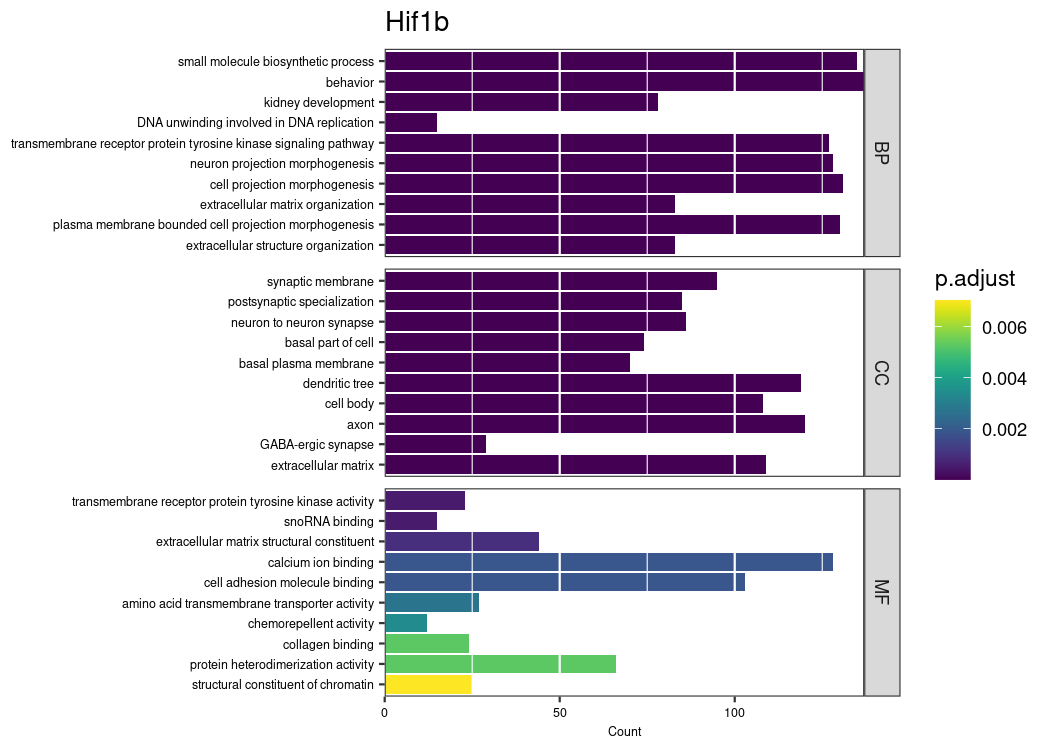 Hif1b
small molecule biosynthetic process
behavior
kidney development
DNA unwinding involved in DNA replication
transmembrane receptor protein tyrosine kinase signaling pathway
neuron projection morphogenesis
cell projection morphogenesis
extracellular matrix organization
plasma membrane bounded cell projection morphogenesis
extracellular structure organization
BP
synaptic membrane
postsynaptic specialization
neuron to neuron synapse
basal part of cell
basal plasma membrane
dendritic tree
cell body
axon
GABA-ergic synapse
extracellular matrix
CC
transmembrane receptor protein tyrosine kinase activity
snoRNA binding
extracellular matrix structural constituent
calcium ion binding
cell adhesion molecule binding
amino acid transmembrane transporter activity
chemorepellent activity
collagen binding
protein heterodimerization activity
structural constituent of chromatin
MF
0 50 100
Count
p.adjust
0.006
0.004
0.002